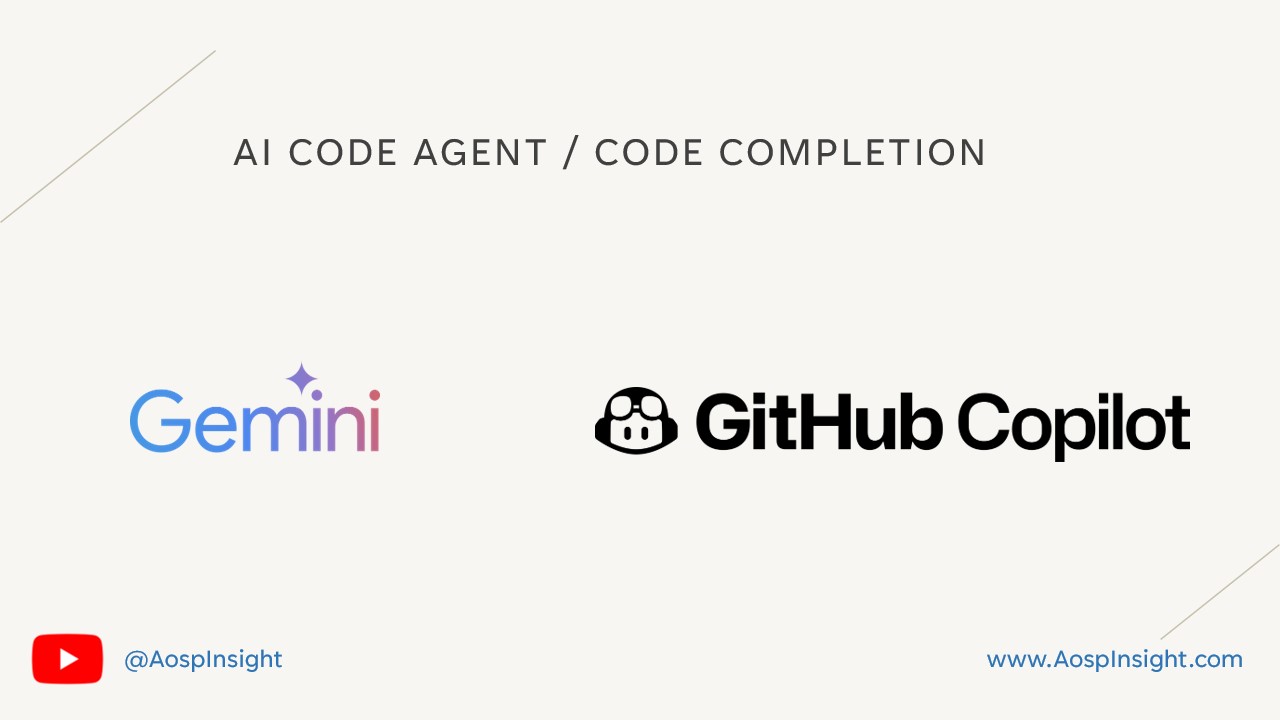 AI CODE AGENT / CODE COMPLETION
Gemini
GitHub Copilot
@AospInsight
www.AospInsight.com